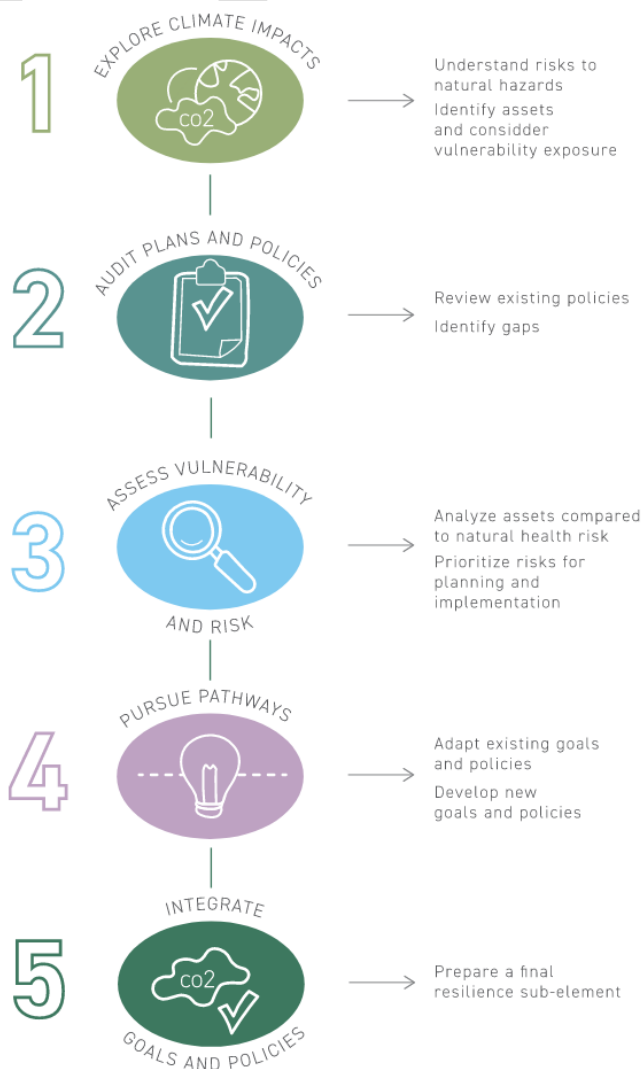 1
EXPLORE CLIMATE IMPACTS
co2
Understand risks to
natural hazards
Identify assets
and considder
vulnerability exposure
2
AUDIT PLANS AND POLICIES
Review existing policies
Identify gaps
3
ASSESS VULNERABILITY
AND RISK
Analyze assets compared
to natural health risk
Prioritize risks for
planning and
implementation
4
PURSUE PATHWAYS
Adapt existing goals
and policies
Develop new
goals and policies
5
INTEGRATE
co2
GOALS AND POLICIES
Prepare a final
resilience sub-element